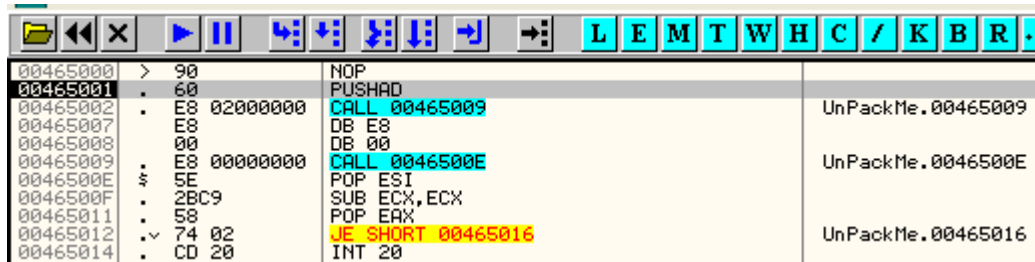 L E M T W H C / K B R .
00465000 > 90 NOP
00465001 . 60 PUSHAD
00465002 . E8 02000000 CALL 00465009 UnPackMe.00465009
00465007 E8 DB E8
00465008 00 DB 00
00465009 . E8 00000000 CALL 0046500E UnPackMe.0046500E
0046500E $ 5E POP ESI
0046500F . 2BC9 SUB ECX,ECX
00465011 . 58 POP EAX
00465012 .v 74 02 JE SHORT 00465016 UnPackMe.00465016
00465014 . CD 20 INT 20